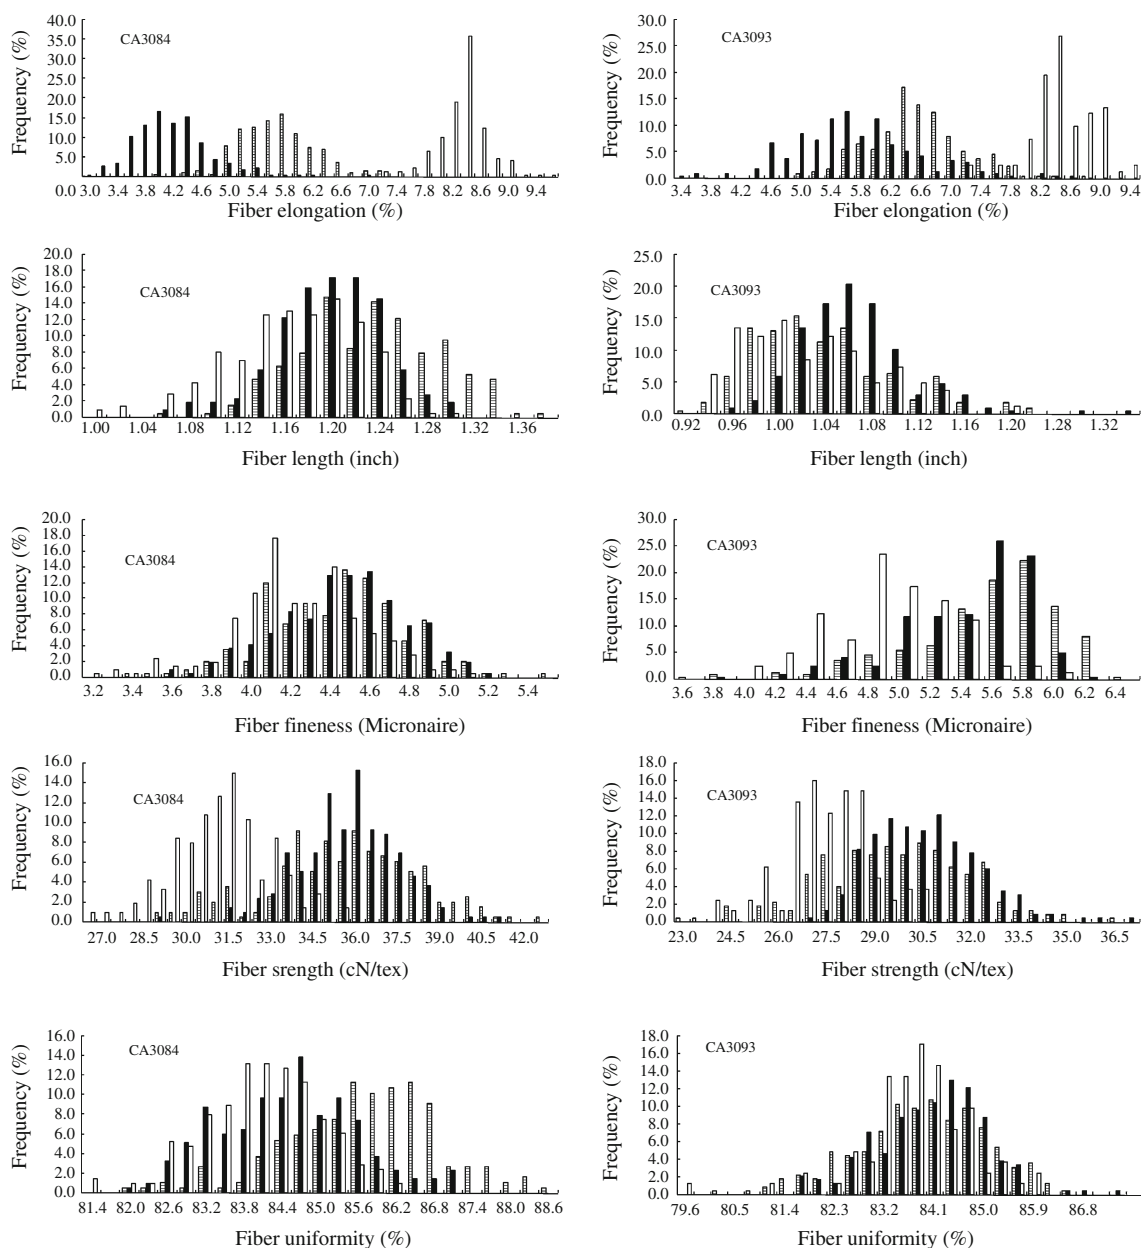 Frequency (%)
40.0
35.0
30.0
25.0
20.0
15.0
10.0
5.0
0.0
CA3084
3.0 3.4 3.8 4.2 4.6 5.0 5.4 5.8 6.2 6.6 7.0 7.4 7.8 8.2 8.6 9.0 9.4
Fiber elongation (%)
Frequency (%)
30.0
25.0
20.0
15.0
10.0
5.0
0.0
CA3093
3.4 3.8 4.2 4.6 5.0 5.4 5.8 6.2 6.6 7.0 7.4 7.8 8.2 8.6 9.0 9.4
Fiber elongation (%)
Frequency (%)
20.0
18.0
16.0
14.0
12.0
10.0
8.0
6.0
4.0
2.0
0.0
CA3084
1.00 1.04 1.08 1.12 1.16 1.20 1.24 1.28 1.32 1.36
Fiber length (inch)
Frequency (%)
25.0
20.0
15.0
10.0
5.0
0.0
CA3093
0.92 0.96 1.00 1.04 1.08 1.12 1.16 1.20 1.28 1.32
Fiber length (inch)
Frequency (%)
20.0
18.0
16.0
14.0
12.0
10.0
8.0
6.0
4.0
2.0
0.0
CA3084
3.2 3.4 3.6 3.8 4.0 4.2 4.4 4.6 4.8 5.0 5.2 5.4
Fiber fineness (Micronaire)
Frequency (%)
30.0
25.0
20.0
15.0
10.0
5.0
0.0
CA3093
3.6 3.8 4.0 4.2 4.4 4.6 4.8 5.0 5.2 5.4 5.6 5.8 6.0 6.2 6.4
Fiber fineness (Micronaire)
Frequency (%)
16.0
14.0
12.0
10.0
8.0
6.0
4.0
2.0
0.0
CA3084
27.0 28.5 30.0 31.5 33.0 34.5 36.0 37.5 39.0 40.5 42.0
Fiber srength (cN/tex)
Frequency (%)
18.0
16.0
14.0
12.0
10.0
8.0
6.0
4.0
2.0
0.0
CA3093
23.0 24.5 26.0 27.5 29.0 30.5 32.0 33.5 35.0 36.5
Fiber strength (cN/tex)
Frequency (%)
16.0
14.0
12.0
10.0
8.0
6.0
4.0
2.0
0.0
CA3084
81.4 82.0 82.6 83.2 83.8 84.4 85.0 85.6 86.2 86.8 87.4 88.0 88.6
Fiber uniformity (%)
Frequency (%)
18.0
16.0
14.0
12.0
10.0
8.0
6.0
4.0
2.0
0.0
CA3093
79.6 80.5 81.4 82.3 83.2 84.1 85.0 85.9 86.8
Fiber uniformity (%)